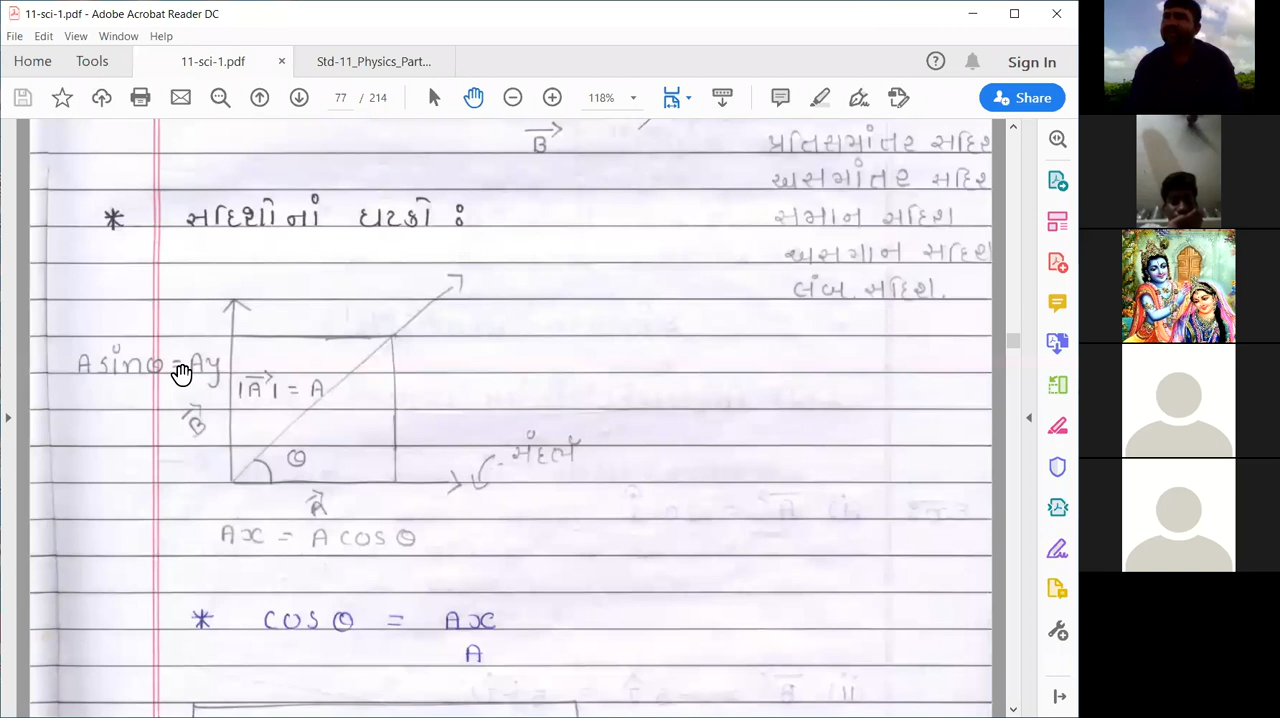 11-sci-1.pdf - Adobe Acrobat Reader DC
File Edit View Window Help
Home Tools 11-sci-1.pdf × Std-11_Physics_Part... Sign In
77 / 214 118% Share
B
પ્રતિસમાંતર સદિશ
અસમાંતર સદિશ
* સદિશોનાં ઘટકો :
સમાન સદિશ
અસમાન સદિશ
લંબ સદિશ.
A sinθ = Ay
|A| = A
B
θ
A
Ax = A cos θ
* cos θ = Ax
A